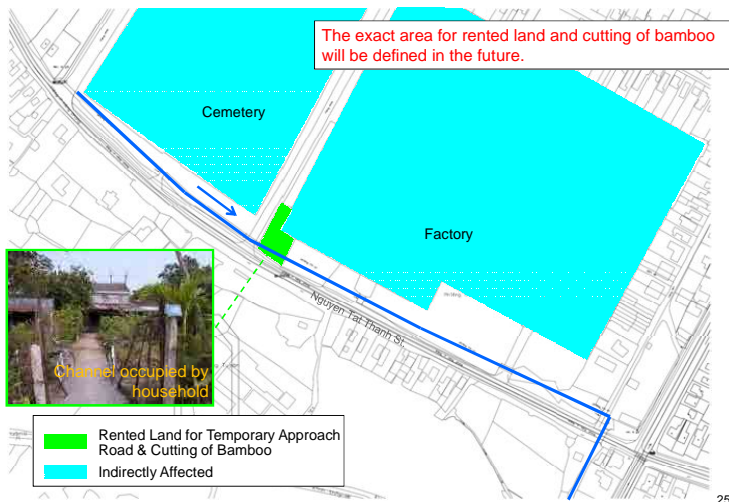 The exact area for rented land and cutting of bamboo
will be defined in the future.
Cemetery
Factory
Nguyen Tat Thanh St.
Channel occupied by
household
Rented Land for Temporary Approach
Road & Cutting of Bamboo
Indirectly Affected
25